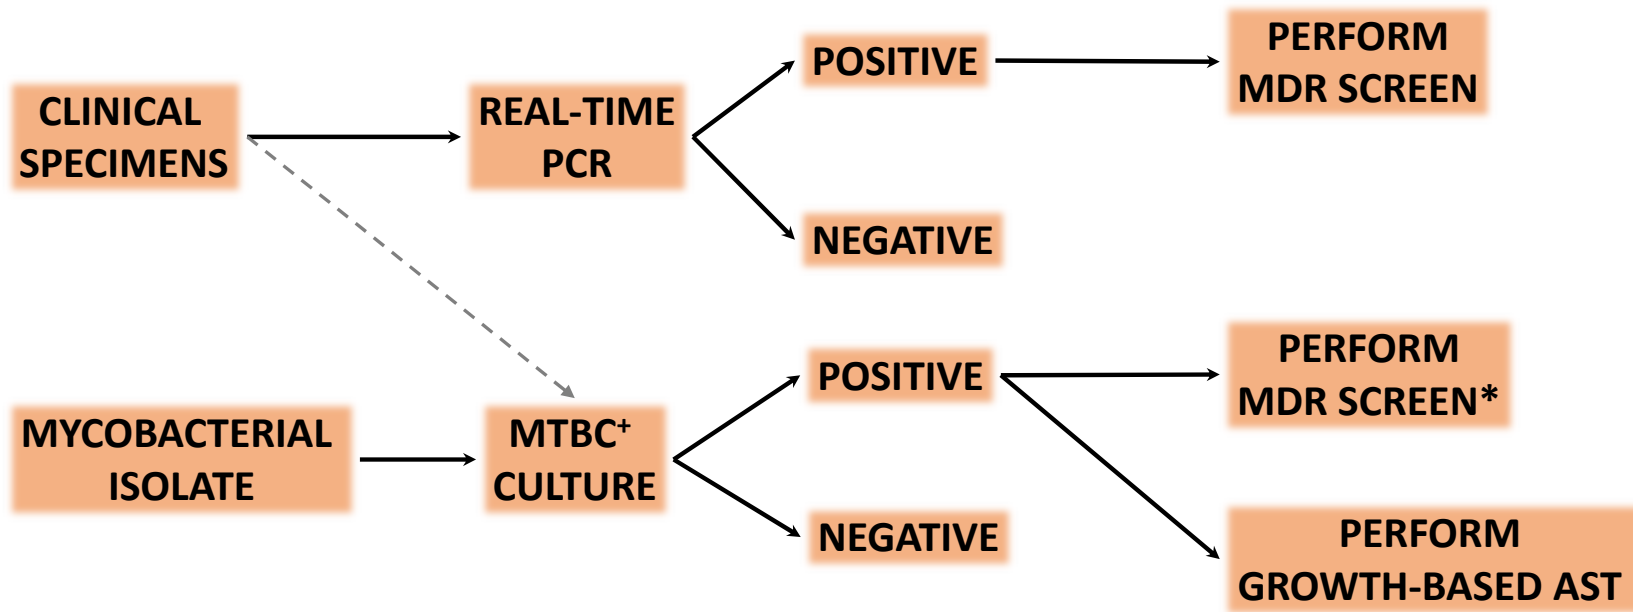 CLINICAL
SPECIMENS
REAL-TIME
PCR
POSITIVE
PERFORM
MDR SCREEN
NEGATIVE
MYCOBACTERIAL
ISOLATE
MTBC⁺
CULTURE
POSITIVE
PERFORM
MDR SCREEN*
NEGATIVE
PERFORM
GROWTH-BASED AST